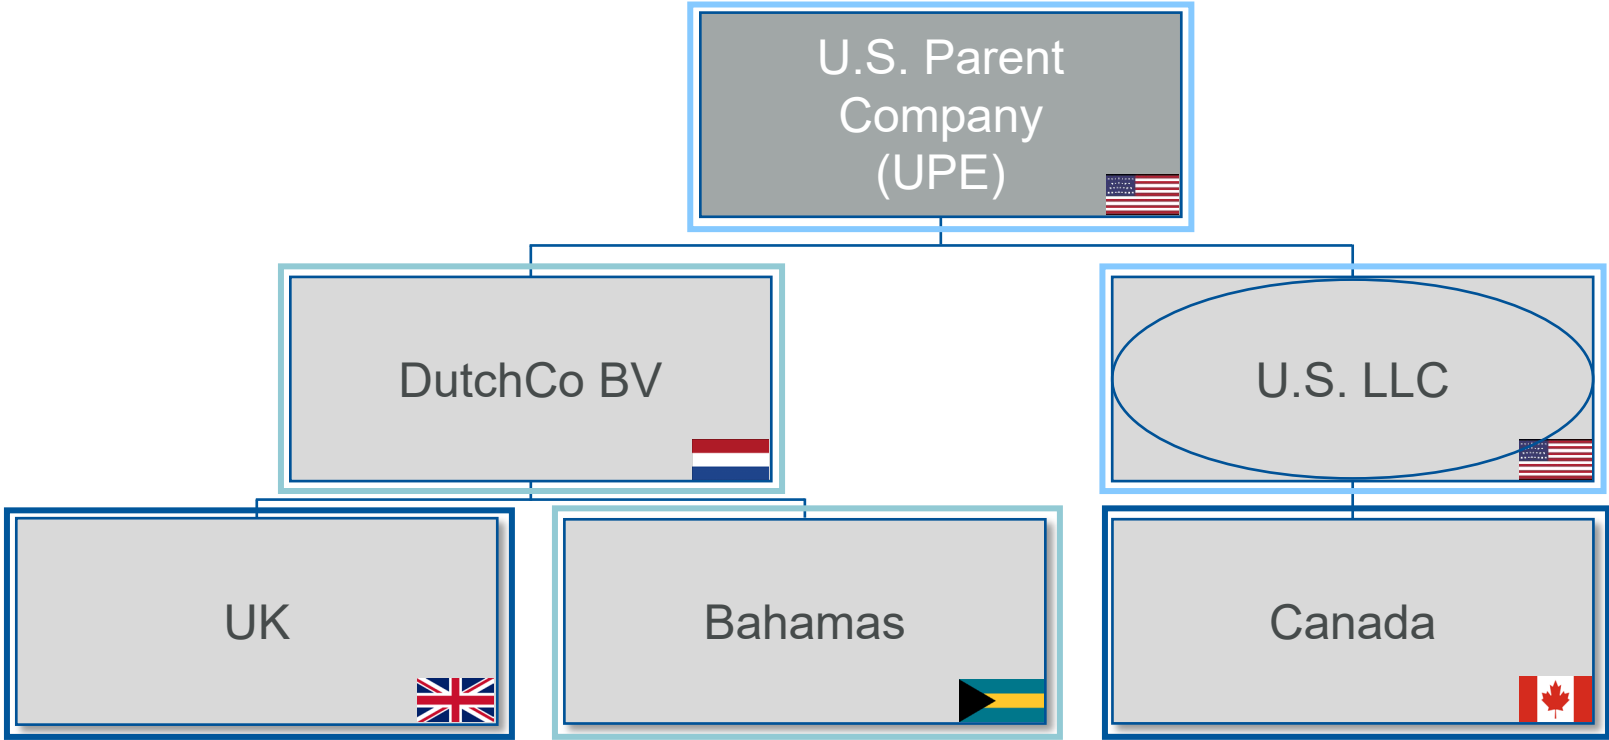 U.S. Parent
Company
(UPE)
DutchCo BV
U.S. LLC
UK
Bahamas
Canada